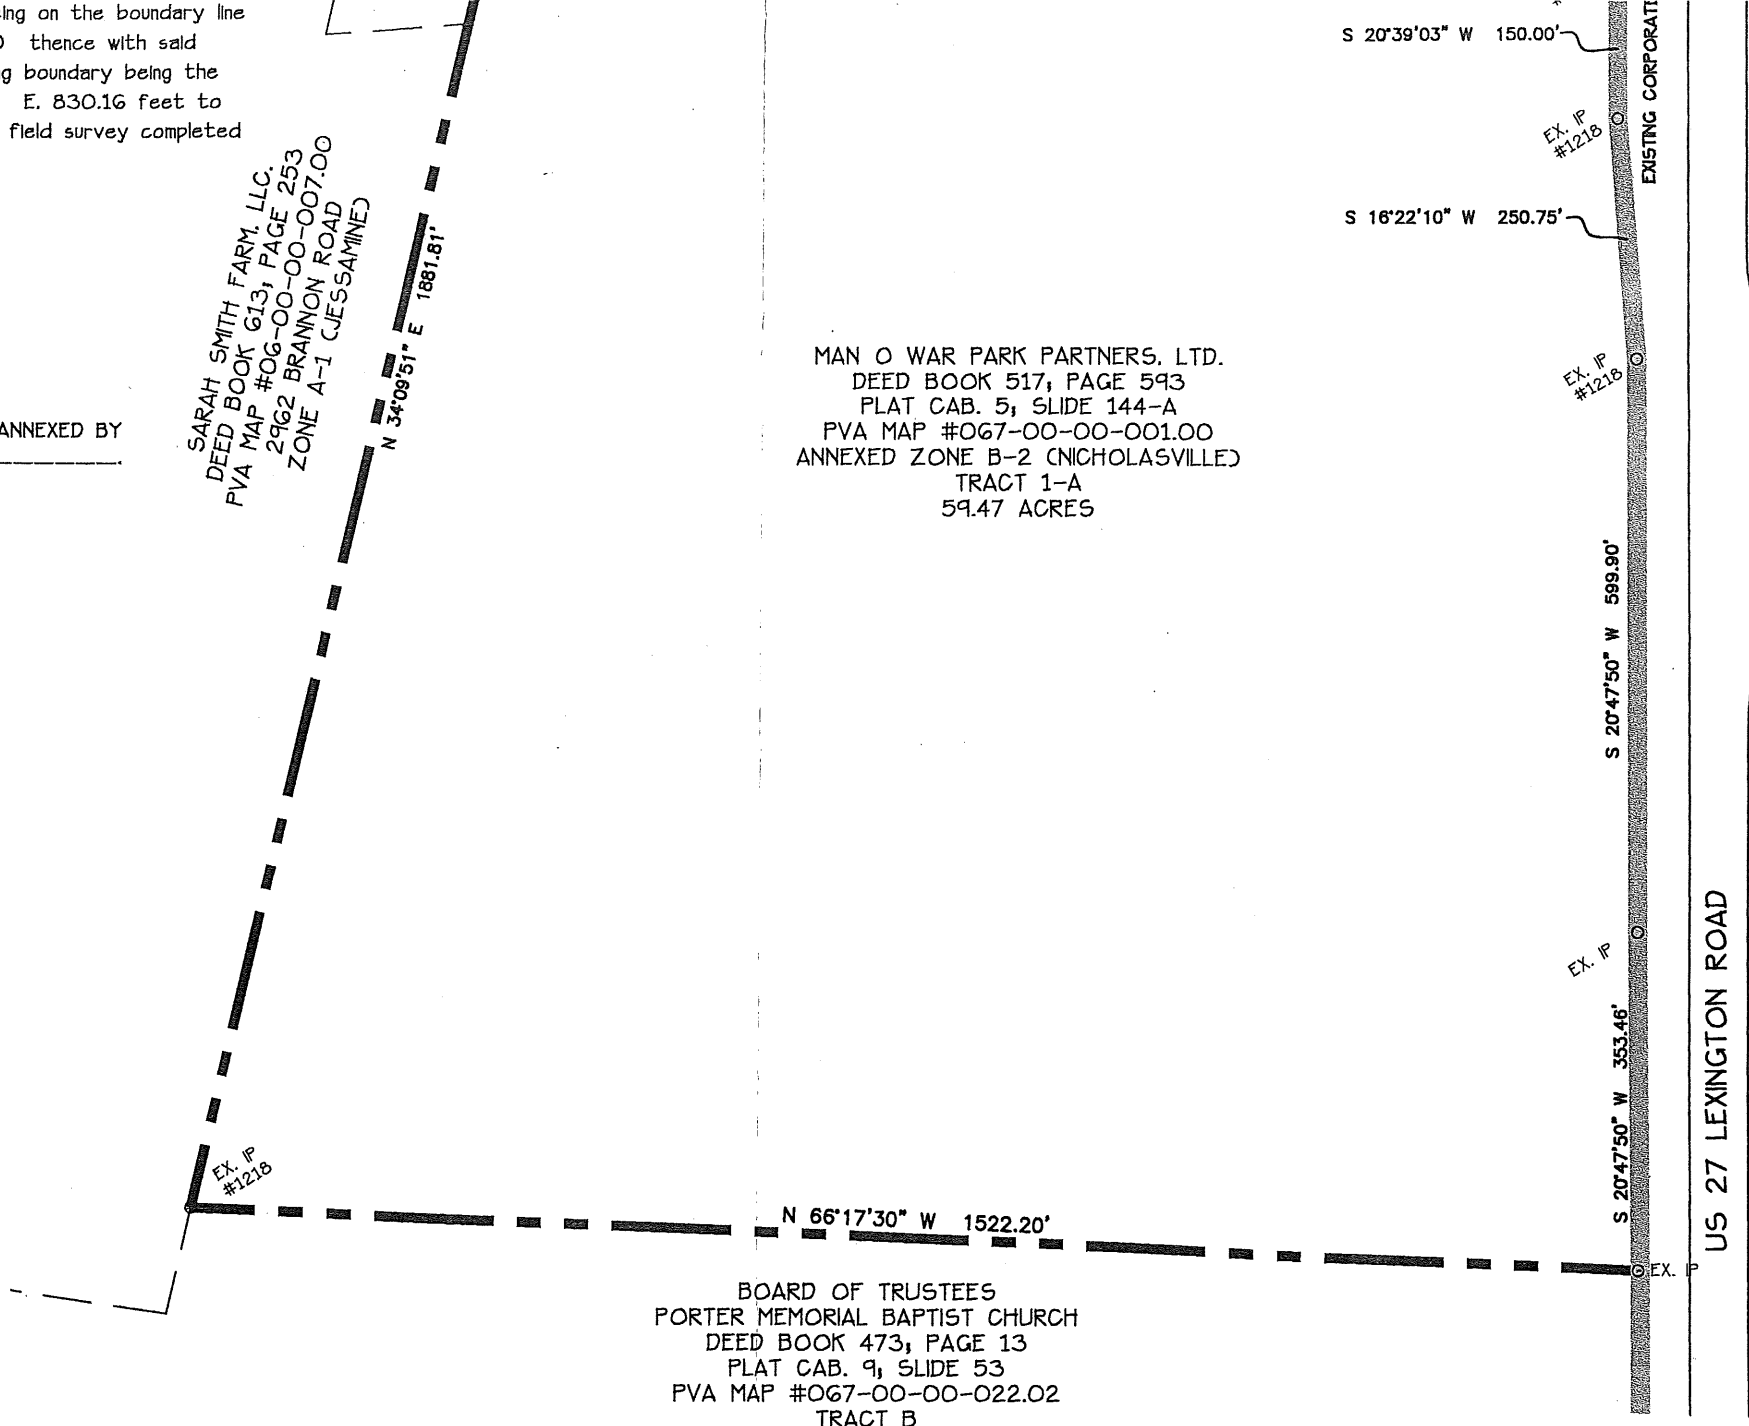 ing on the boundary line
thence with said
g boundary being the
E. 830.16 feet to
field survey completed
ANNEXED BY
SARAH SMITH FARM, LLC.
DEED BOOK 613, PAGE 253
PVA MAP #06-00-00-00-007.00
2962 BRANNON ROAD
ZONE A-1 (JESSAMINE)
N 34°09'51" E 1881.81'
MAN O WAR PARK PARTNERS. LTD.
DEED BOOK 517, PAGE 593
PLAT CAB. 5, SLIDE 144-A
PVA MAP #067-00-00-001.00
ANNEXED ZONE B-2 (NICHOLASVILLE)
TRACT 1-A
59.47 ACRES
S 20°39'03" W 150.00'
EX. IP
#1218
EXISTING CORPORATE
S 16°22'10" W 250.75'
EX. IP
#1218
S 20°47'50" W 599.90'
EX. IP
S 20°47'50" W 353.46'
US 27 LEXINGTON ROAD
EX. IP
#1218
N 66°17'30" W 1522.20'
EX. IP
BOARD OF TRUSTEES
PORTER MEMORIAL BAPTIST CHURCH
DEED BOOK 473, PAGE 13
PLAT CAB. 9, SLIDE 53
PVA MAP #067-00-00-022.02
TRACT B